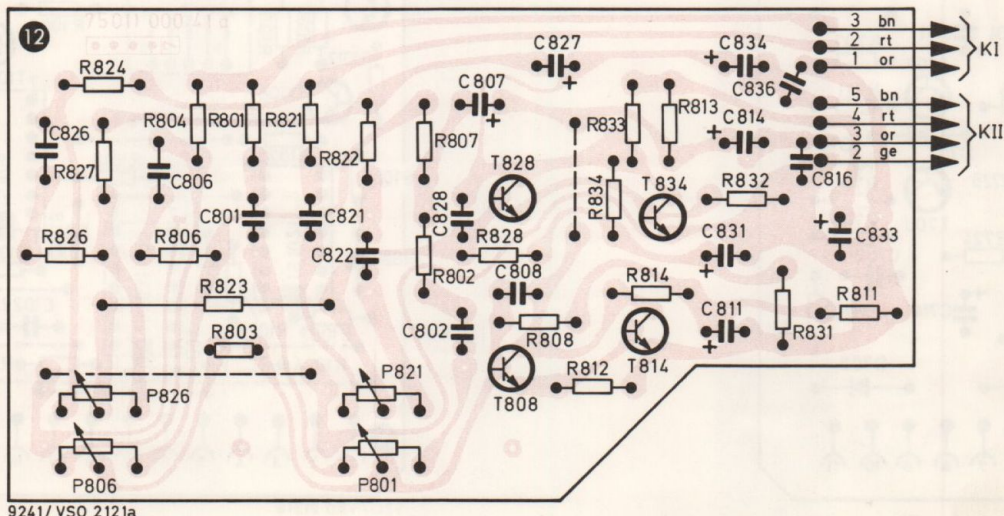 75011 000 41 d
12
3 bn
2 rt
1 or
KI
5 bn
4 rt
3 or
2 ge
KII
R824
C827
C834
C807
C836
R804
R801
R821
R833
R813
C826
R827
R822
R807
C814
C806
T828
R834
T834
R832
C816
C801
C821
C828
C833
R826
R806
C822
R802
R828
C831
C808
R814
R823
R831
R811
R803
C802
R808
C811
T814
P826
P821
T808
R812
P806
P801
9241/VSO 2121a